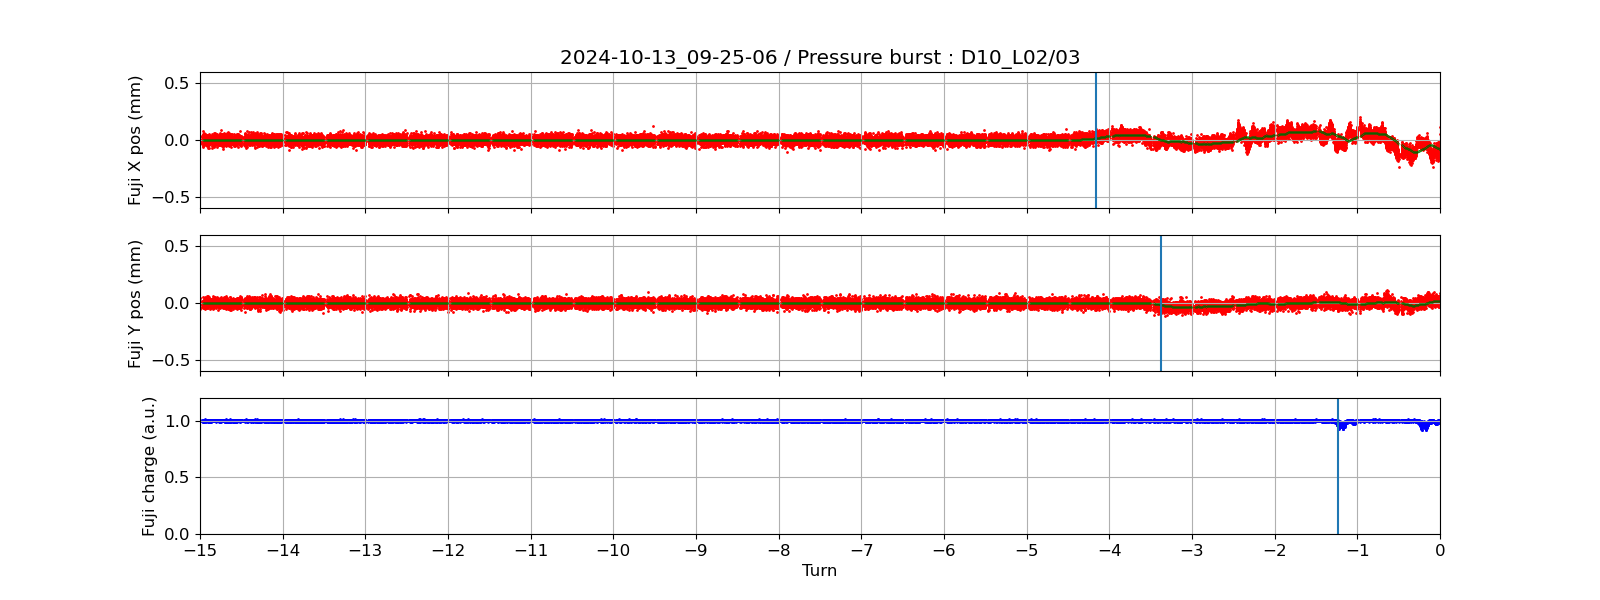 2024-10-13_09-25-06 / Pressure burst : D10_L02/03
Fuji X pos (mm)
0.5
0.0
−0.5
Fuji Y pos (mm)
0.5
0.0
−0.5
Fuji charge (a.u.)
1.0
0.5
0.0
−15 −14 −13 −12 −11 −10 −9 −8 −7 −6 −5 −4 −3 −2 −1 0
Turn